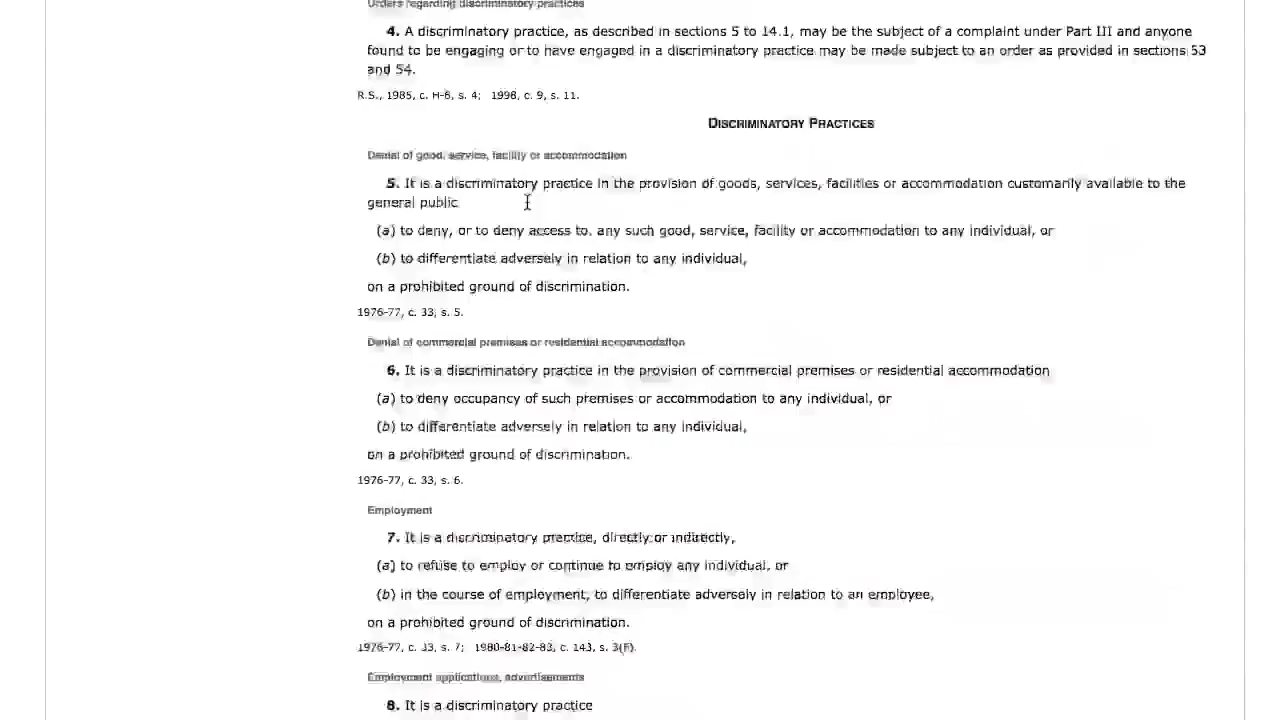 Orders regarding discriminatory practices
4. A discriminatory practice, as described in sections 5 to 14.1, may be the subject of a complaint under Part III and anyone
found to be engaging or to have engaged in a discriminatory practice may be made subject to an order as provided in sections 53
and 54.
R.S., 1985, c. H-6, s. 4; 1998, c. 9, s. 11.
DISCRIMINATORY PRACTICES
Denial of good, service, facility or accommodation
5. It is a discriminatory practice in the provision of goods, services, facilities or accommodation customarily available to the
general public
(a) to deny, or to deny access to, any such good, service, facility or accommodation to any individual, or
(b) to differentiate adversely in relation to any individual,
on a prohibited ground of discrimination.
1976-77, c. 33, s. 5.
Denial of commercial premises or residential accommodation
6. It is a discriminatory practice in the provision of commercial premises or residential accommodation
(a) to deny occupancy of such premises or accommodation to any individual, or
(b) to differentiate adversely in relation to any individual,
on a prohibited ground of discrimination.
1976-77, c. 33, s. 6.
Employment
7. It is a discriminatory practice, directly or indirectly,
(a) to refuse to employ or continue to employ any individual, or
(b) in the course of employment, to differentiate adversely in relation to an employee,
on a prohibited ground of discrimination.
1976-77, c. 33, s. 7; 1980-81-82-83, c. 143, s. 3(F).
Employment applications, advertisements
8. It is a discriminatory practice